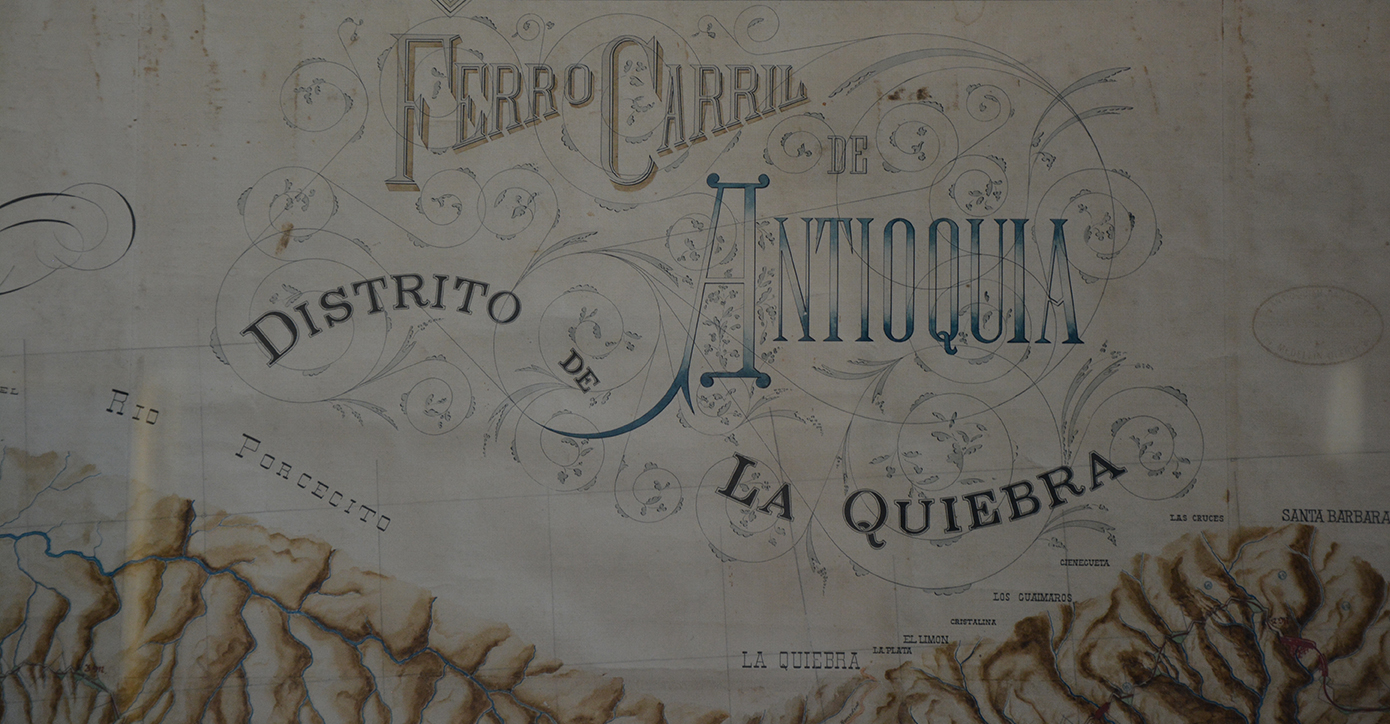 FERRO CARRIL
DE
ANTIOQUIA
DISTRITO
DE
LA QUIEBRA
RIO
PORCECITO
LAS CRUCES
SANTA BARBARA
CIENEGUETA
LOS GUAIMAROS
CRISTALINA
EL LIMON
LA PLATA
LA QUIEBRA